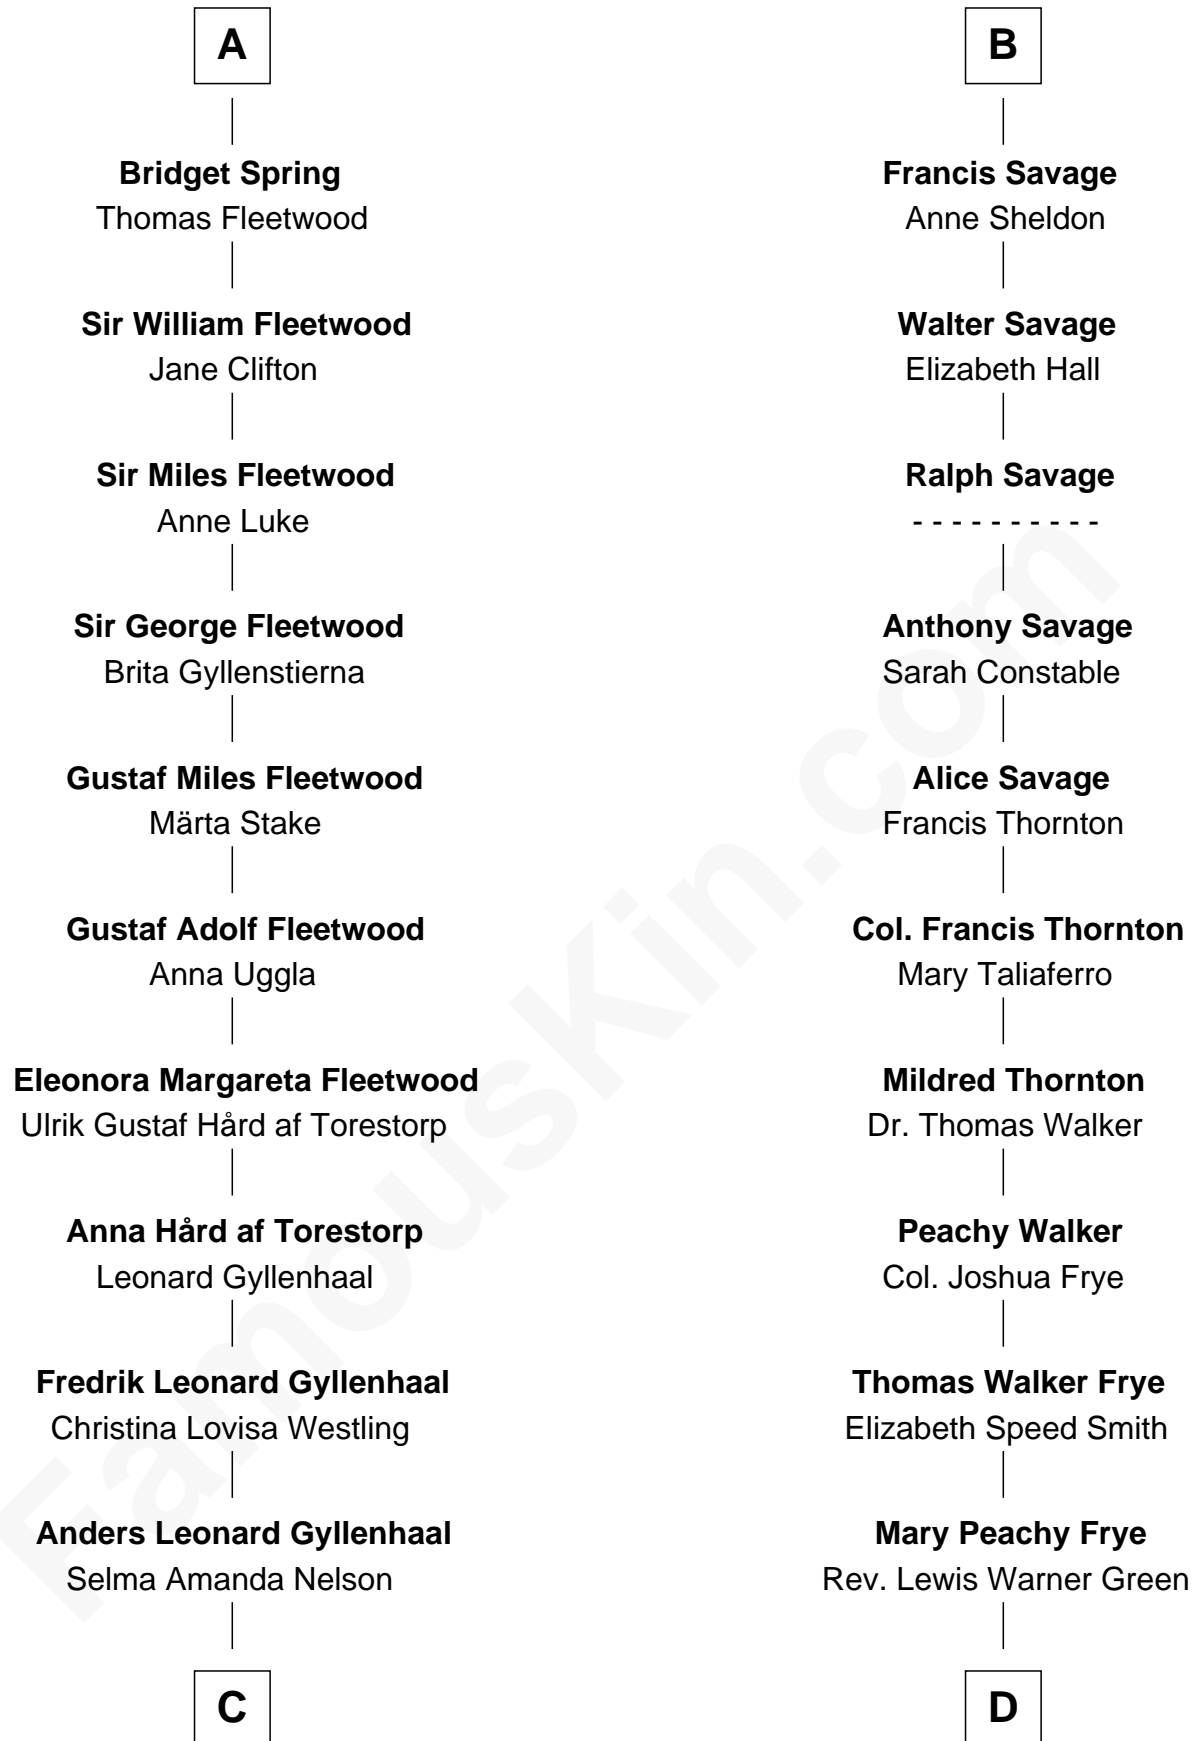 A
Bridget Spring
Thomas Fleetwood
Sir William Fleetwood
Jane Clifton
Sir Miles Fleetwood
Anne Luke
Sir George Fleetwood
Brita Gyllenstierna
Gustaf Miles Fleetwood
Märta Stake
Gustaf Adolf Fleetwood
Anna Uggla
Eleonora Margareta Fleetwood
Ulrik Gustaf Hård af Torestorp
Anna Hård af Torestorp
Leonard Gyllenhaal
Fredrik Leonard Gyllenhaal
Christina Lovisa Westling
Anders Leonard Gyllenhaal
Selma Amanda Nelson
C
B
Francis Savage
Anne Sheldon
Walter Savage
Elizabeth Hall
Ralph Savage
- - - - - - - - - -
Anthony Savage
Sarah Constable
Alice Savage
Francis Thornton
Col. Francis Thornton
Mary Taliaferro
Mildred Thornton
Dr. Thomas Walker
Peachy Walker
Col. Joshua Frye
Thomas Walker Frye
Elizabeth Speed Smith
Mary Peachy Frye
Rev. Lewis Warner Green
D
FamousKin.com